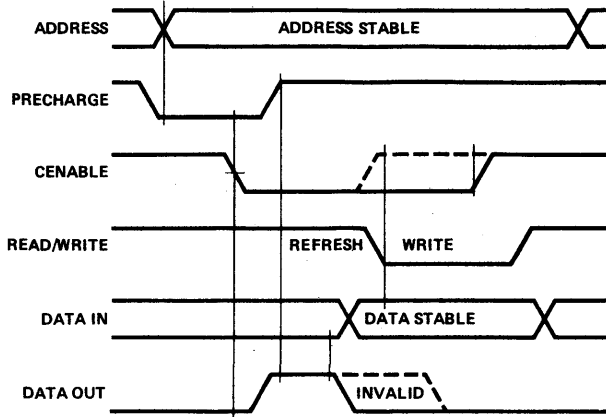 ADDRESS ADDRESS STABLE
PRECHARGE
CENABLE
READ/WRITE REFRESH WRITE
DATA IN DATA STABLE
DATA OUT INVALID